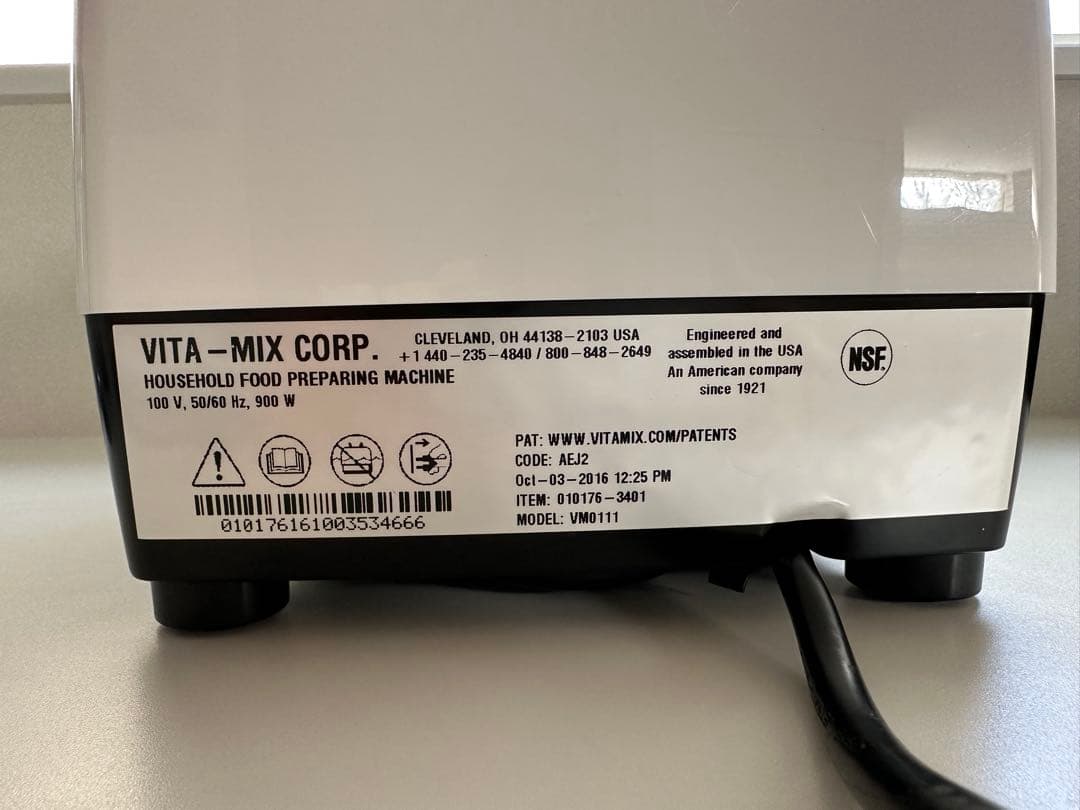 VITA-MIX CORP.
CLEVELAND, OH 44138-2103 USA
+1 440-235-4840 / 800-848-2649
HOUSEHOLD FOOD PREPARING MACHINE
100 V, 50/60 Hz, 900 W
Engineered and
assembled in the USA
An American company
since 1921
NSF.
PAT: WWW.VITAMIX.COM/PATENTS
CODE: AEJ2
Oct-03-2016 12:25 PM
ITEM: 010176-3401
MODEL: VM0111
010176161003534666